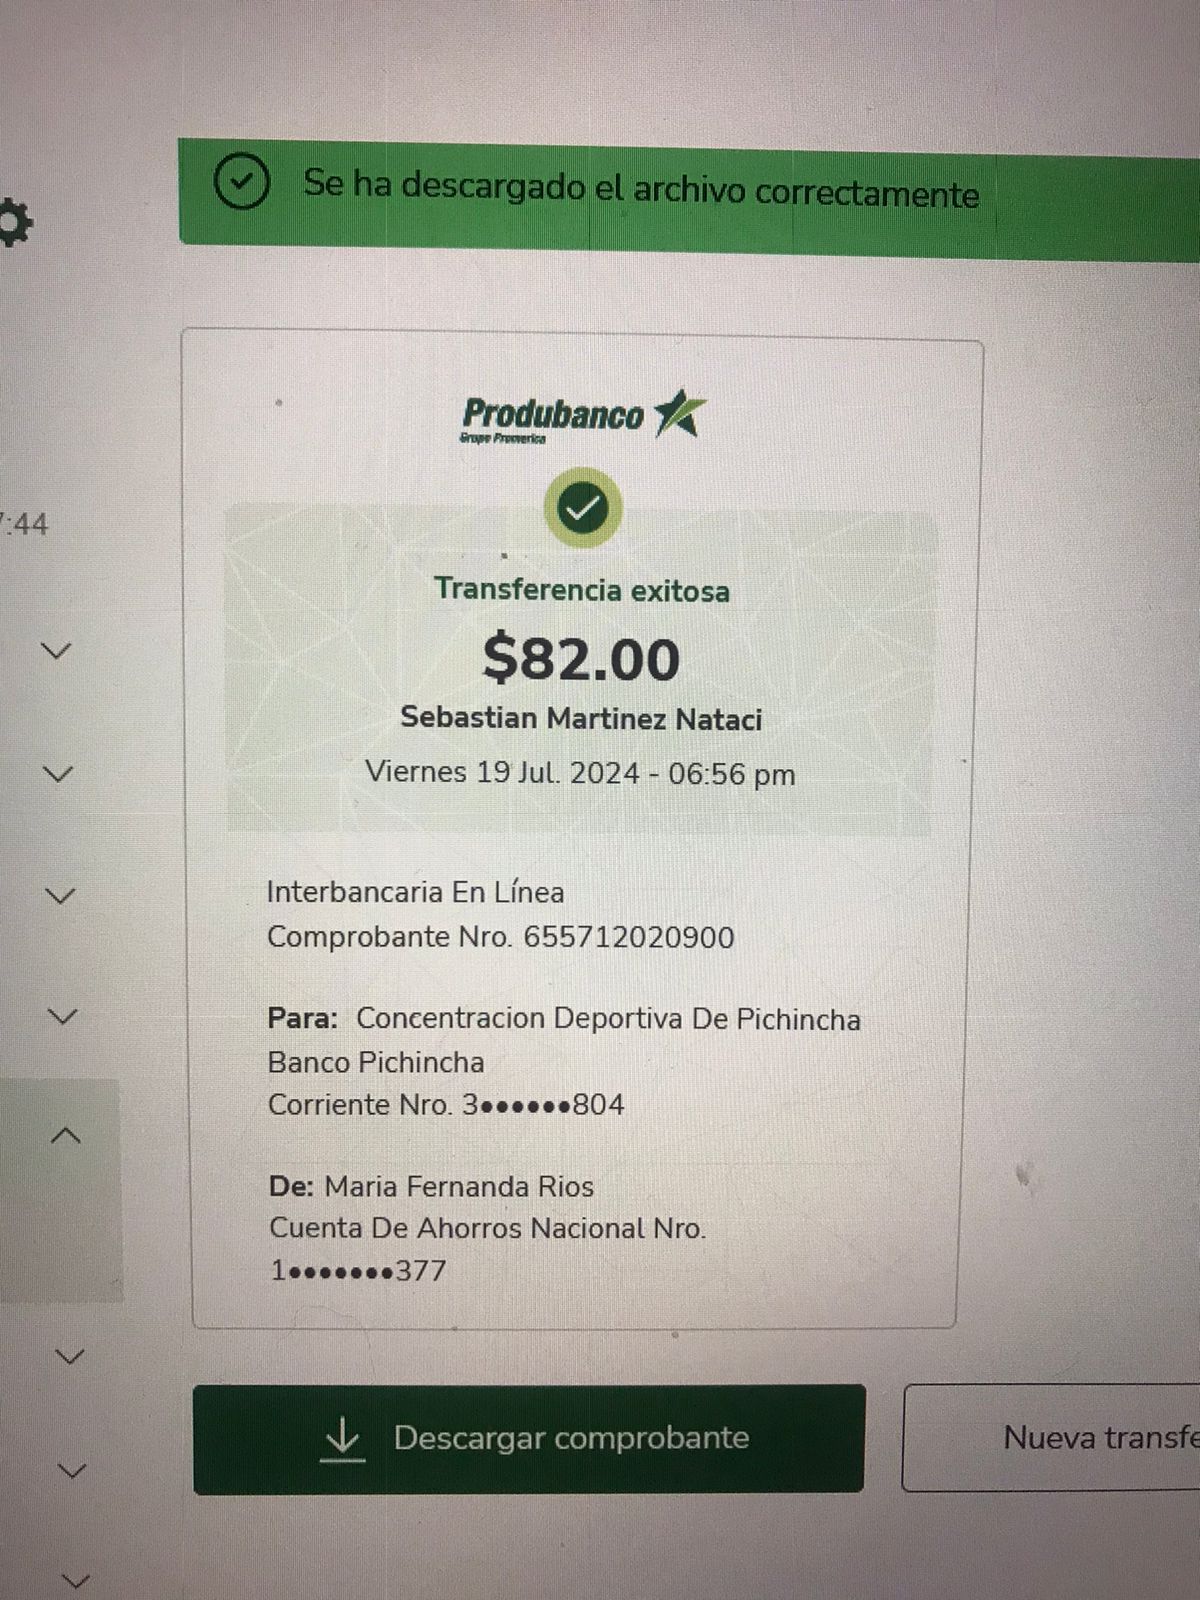 Se ha descargado el archivo correctamente
Produbanco
Grupo Promerica
:44
Transferencia exitosa
$82.00
Sebastian Martinez Nataci
Viernes 19 Jul. 2024 - 06:56 pm
Interbancaria En Línea
Comprobante Nro. 655712020900
Para: Concentracion Deportiva De Pichincha
Banco Pichincha
Corriente Nro. 3••••••804
De: Maria Fernanda Rios
Cuenta De Ahorros Nacional Nro.
1•••••••377
Descargar comprobante
Nueva transfe